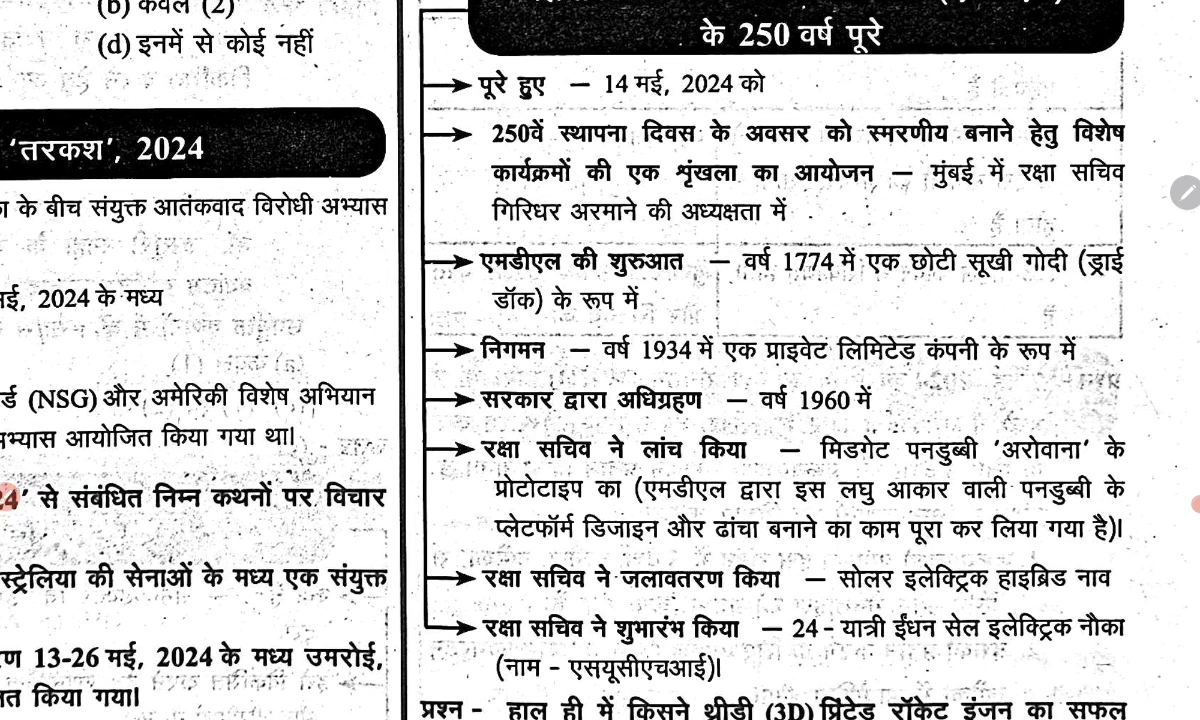 (b) केवल (2)
(d) इनमें से कोई नहीं
'तरकश', 2024
के बीच संयुक्त आतंकवाद विरोधी अभ्यास
2024 के मध्य
(NSG) और अमेरिकी विशेष अभियान
आयोजित किया गया था।
से संबंधित निम्न कथनों पर विचार
की सेनाओं के मध्य एक संयुक्त
13-26 मई, 2024 के मध्य उमरोई,
किया गया।
के 250 वर्ष पूरे
पूरे हुए – 14 मई, 2024 को
250वें स्थापना दिवस के अवसर को स्मरणीय बनाने हेतु विशेष
कार्यक्रमों की एक शृंखला का आयोजन – मुंबई में रक्षा सचिव
गिरिधर अरमाने की अध्यक्षता में
एमडीएल की शुरुआत – वर्ष 1774 में एक छोटी सूखी गोदी (ड्राई
डॉक) के रूप में
निगमन – वर्ष 1934 में एक प्राइवेट लिमिटेड़ कंपनी के रूप में
सरकार द्वारा अधिग्रहण – वर्ष 1960 में
रक्षा सचिव ने लांच किया – मिडगेट पनडुब्बी 'अरोवाना' के
प्रोटोटाइप का (एमडीएल द्वारा इस लघु आकार वाली पनडुब्बी के
प्लेटफॉर्म डिजाइन और ढांचा बनाने का काम पूरा कर लिया गया है)।
रक्षा सचिव ने जलावतरण किया – सोलर इलेक्ट्रिक हाइब्रिड नाव
रक्षा सचिव ने शुभारंभ किया – 24 - यात्री ईंधन सेल इलेक्ट्रिक नौका
(नाम - एसयूसीएचआई)।
प्रश्न - हाल ही में किसने थ्रीडी (3D) प्रिंटेड रॉकेट इंजन का सफल